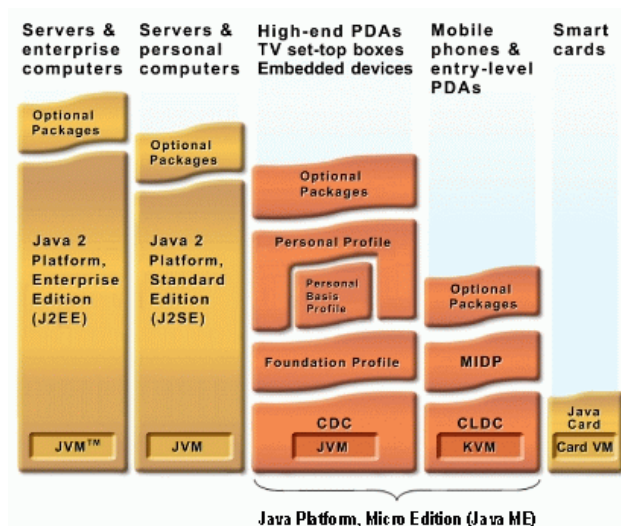 Servers &
enterprise
computers
Servers &
personal
computers
High-end PDAs
TV set-top boxes
Embedded devices
Mobile
phones &
entry-level
PDAs
Smart
cards
Optional
Packages
Java 2
Platform,
Enterprise
Edition
(J2EE)
JVM™
Optional
Packages
Java 2
Platform,
Standard
Edition
(J2SE)
JVM
Optional
Packages
Personal Profile
Personal
Basis
Profile
Foundation Profile
CDC
JVM
Optional
Packages
MIDP
CLDC
KVM
Java
Card
Card VM
Java Platform, Micro Edition (Java ME)